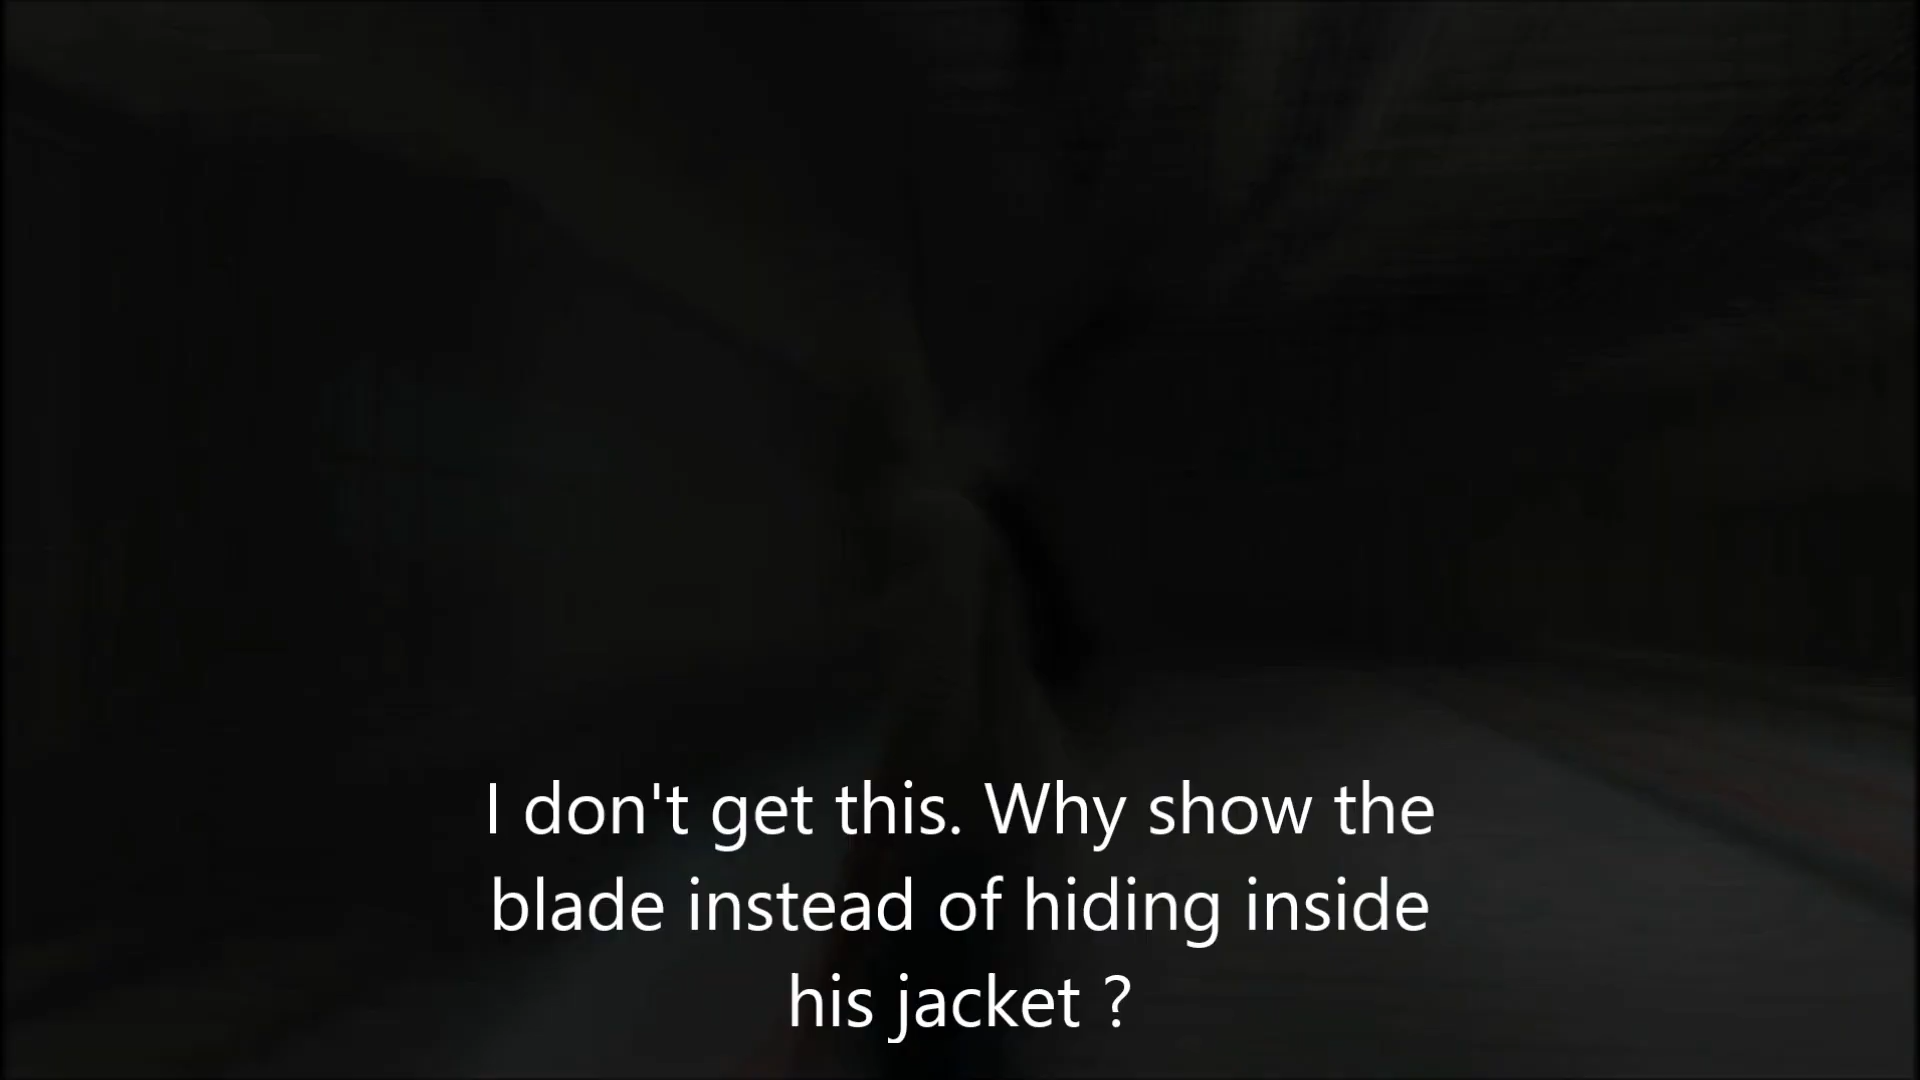 I don't get this. Why show the
blade instead of hiding inside
his jacket ?